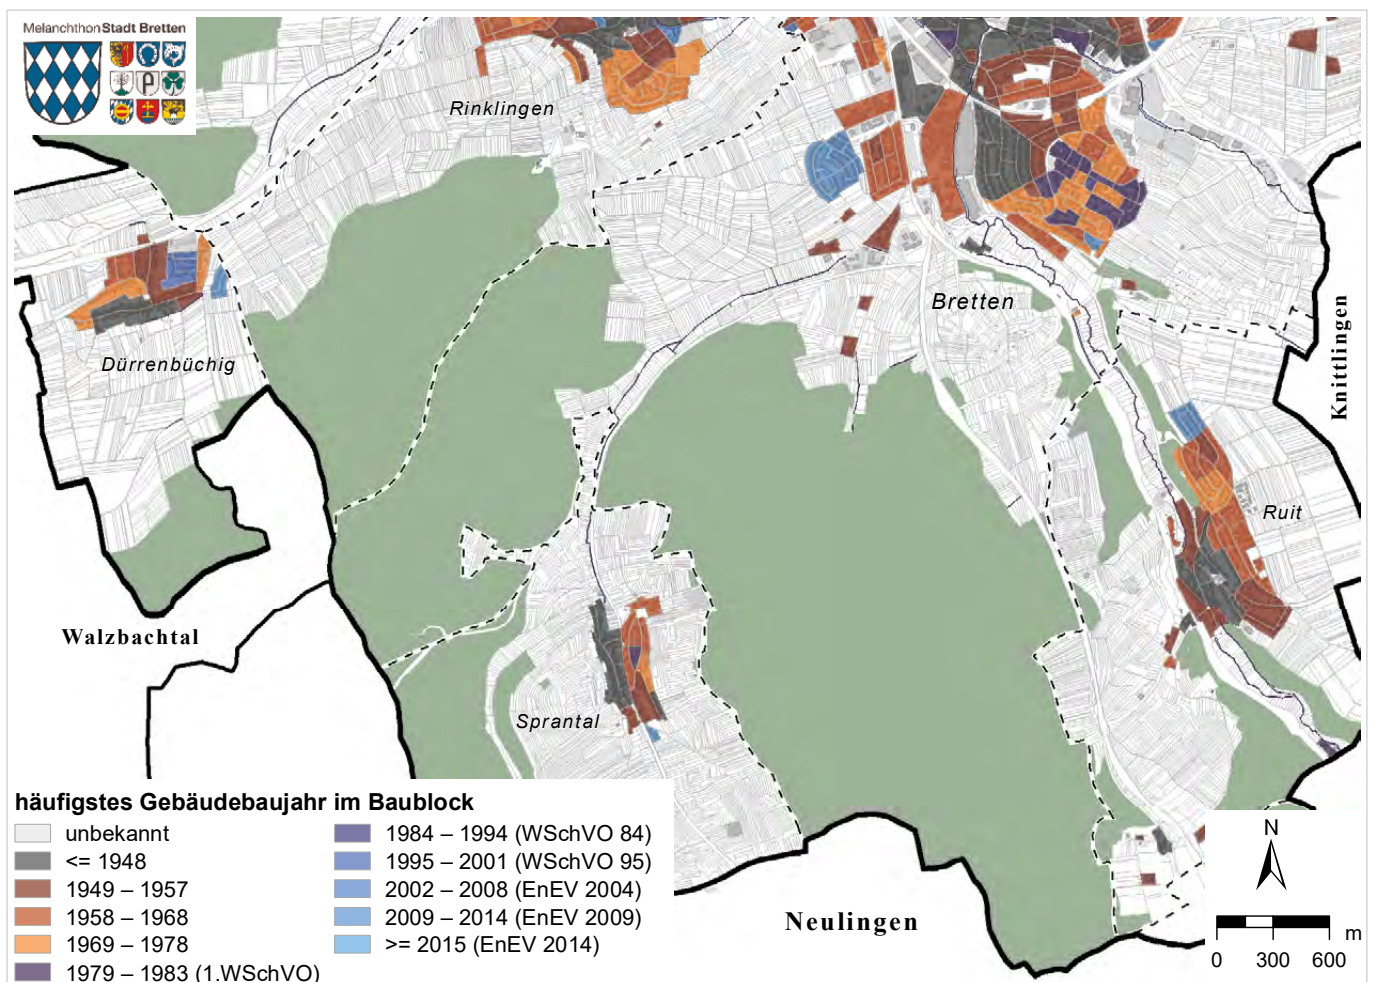 Melanchthon Stadt Bretten
Rinklingen
Dürrenbüchig
Bretten
Knittlingen
Ruit
Walzbachtal
Sprantal
Neulingen
häufigstes Gebäudebaujahr im Baublock
unbekannt
<= 1948
1949 – 1957
1958 – 1968
1969 – 1978
1979 – 1983 (1.WSchVO)
1984 – 1994 (WSchVO 84)
1995 – 2001 (WSchVO 95)
2002 – 2008 (EnEV 2004)
2009 – 2014 (EnEV 2009)
>= 2015 (EnEV 2014)
N
m
0 300 600